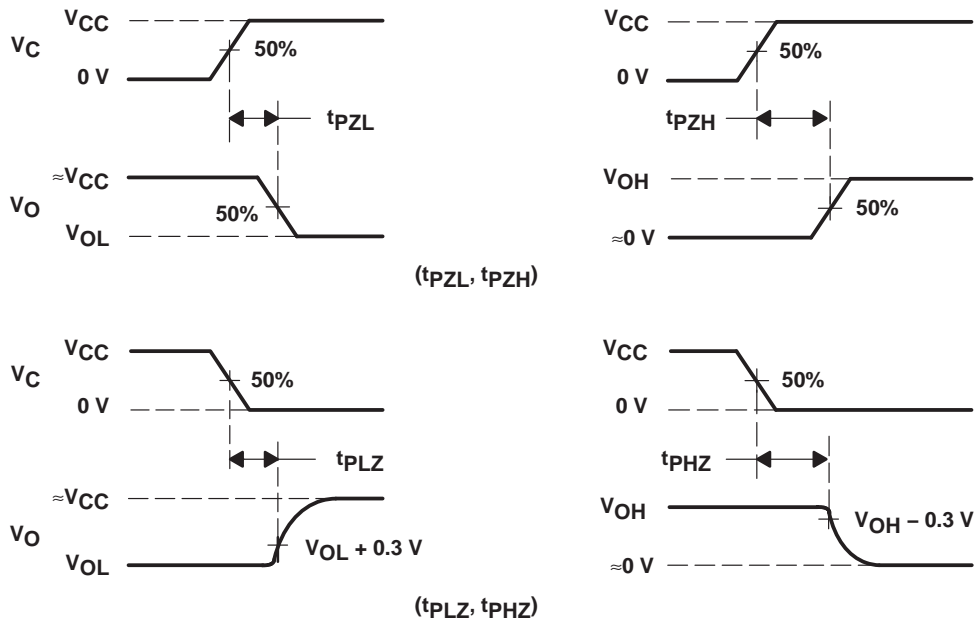 VCC
VC
50%
0 V
tPZL
≈VCC
VO
50%
VOL
VCC
50%
0 V
tPZH
VOH
50%
≈0 V
(tPZL, tPZH)
VCC
VC
50%
0 V
tPLZ
≈VCC
VO
VOL + 0.3 V
VOL
VCC
50%
0 V
tPHZ
VOH
VOH – 0.3 V
≈0 V
(tPLZ, tPHZ)